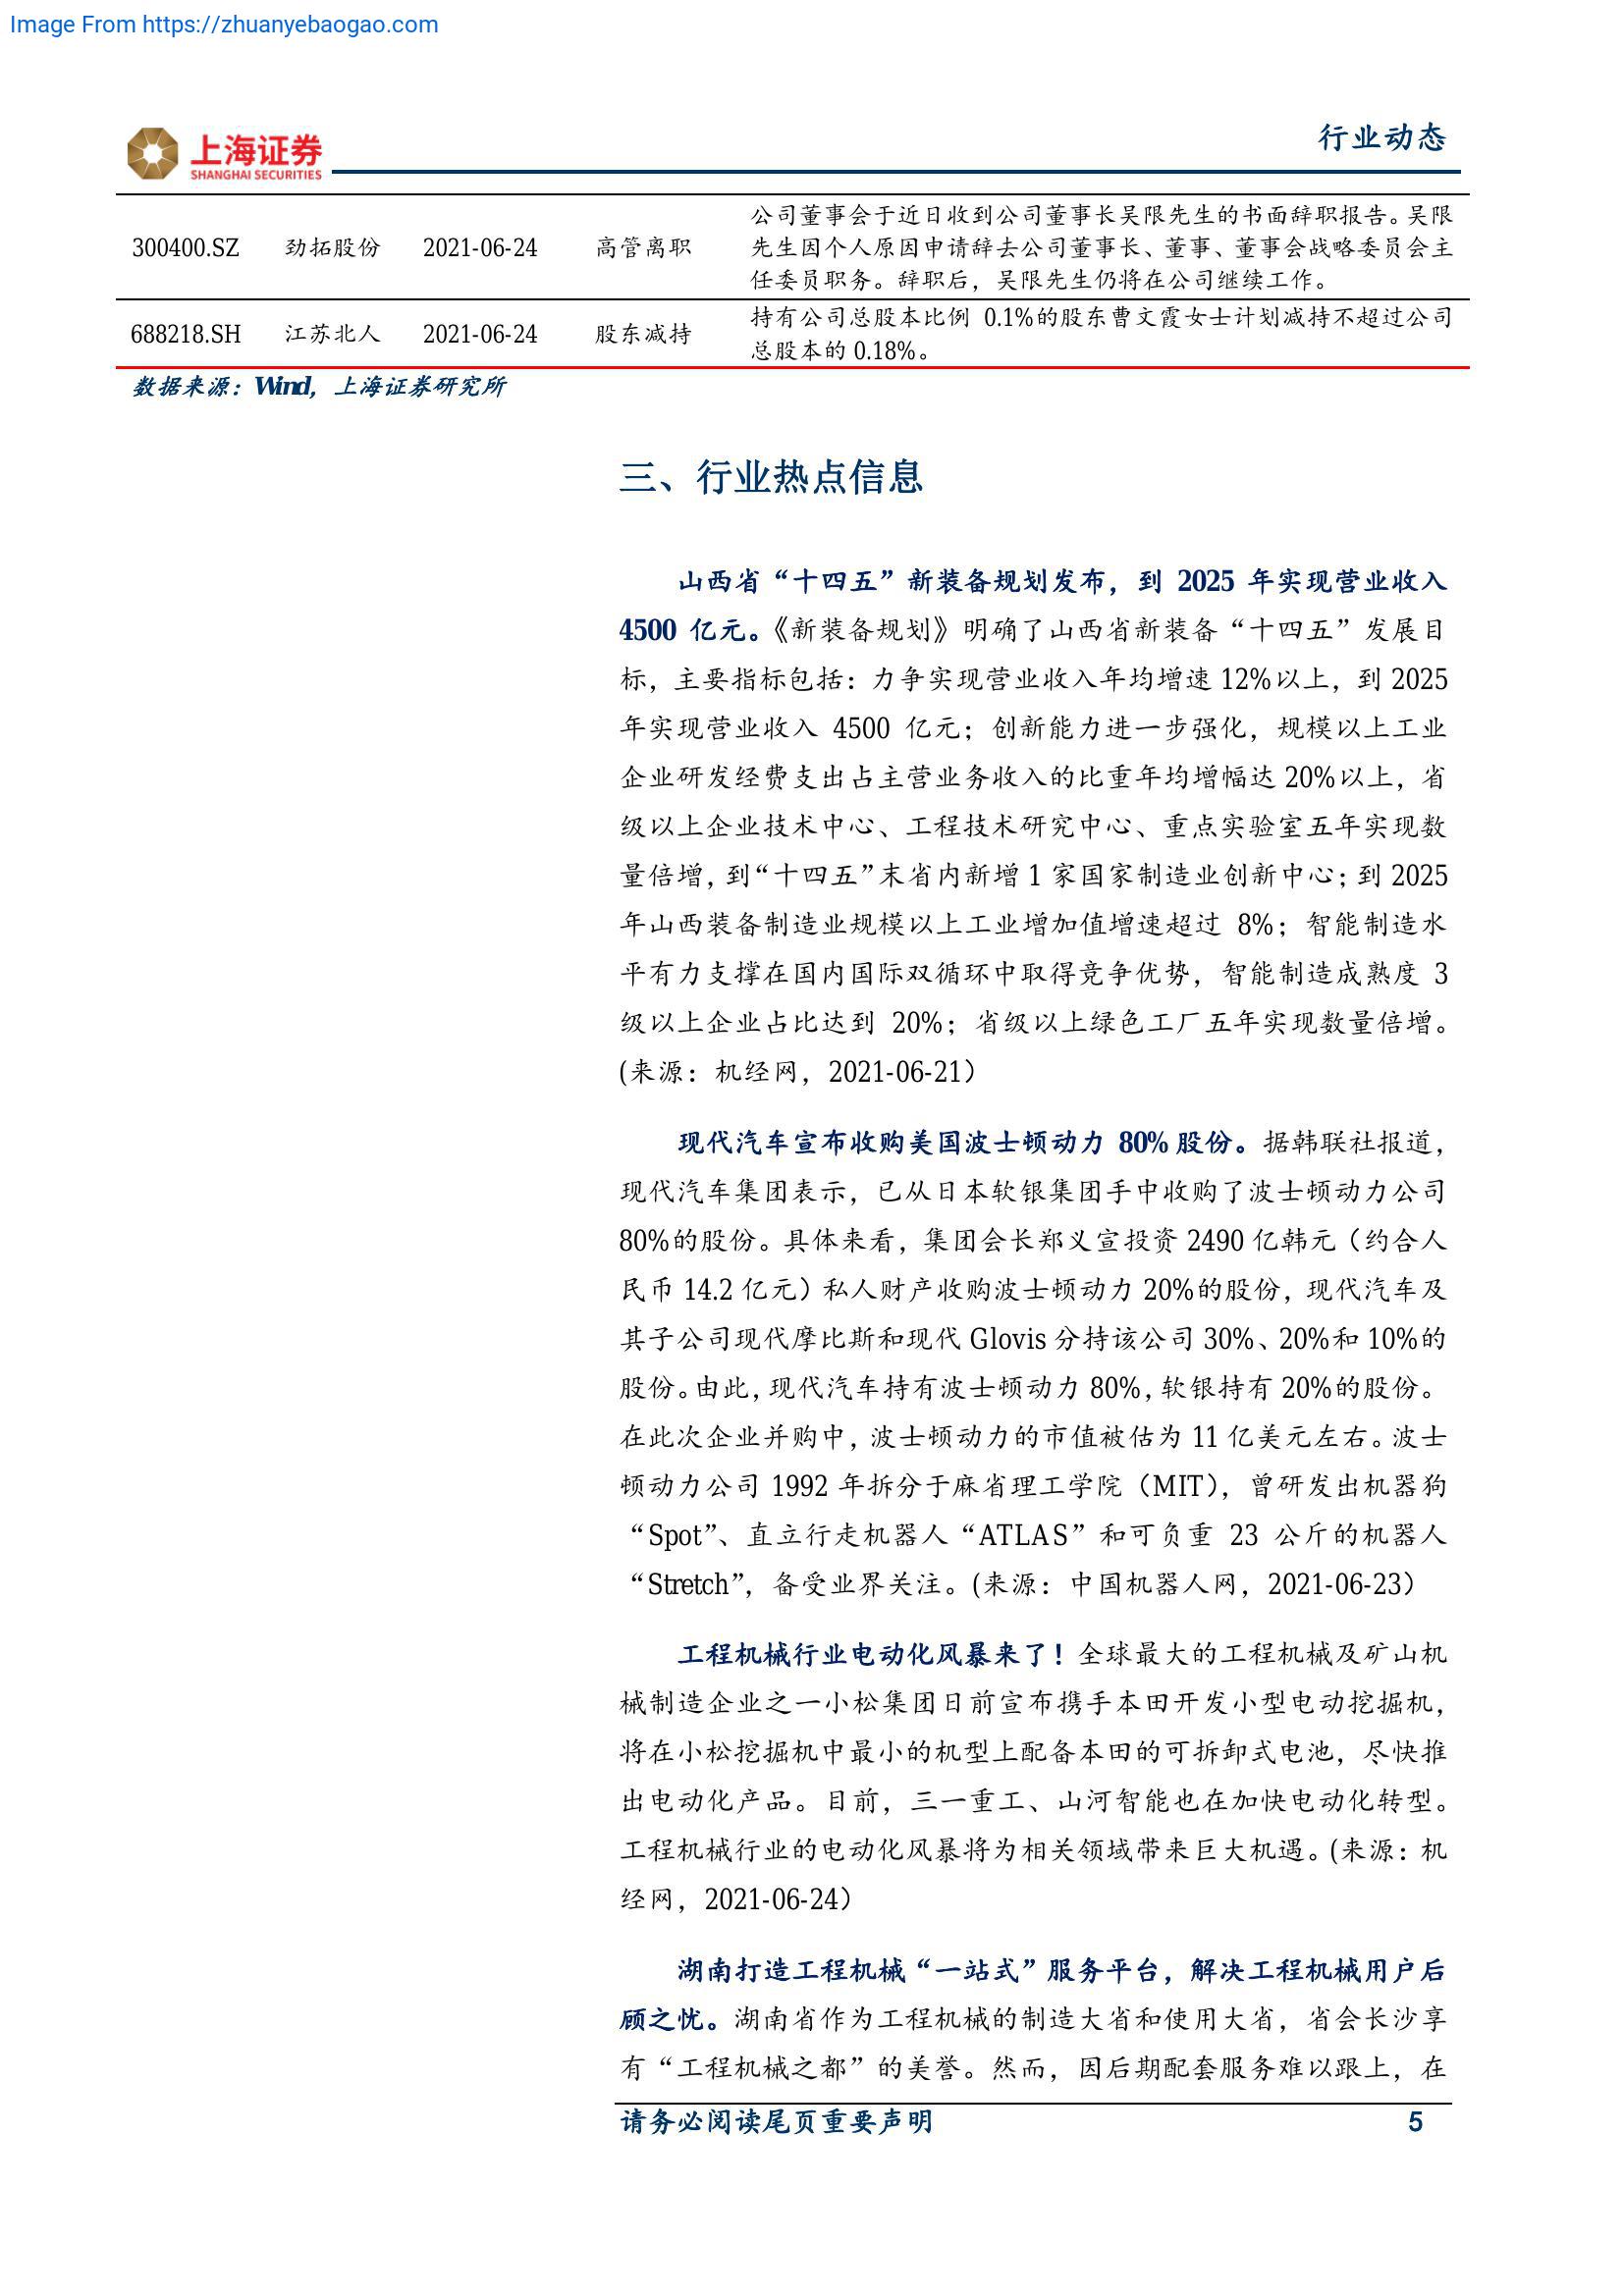 Image From https://zhuanyebaogao.com
上海证券
SHANGHAI SECURITIES
行业动态
300400.SZ 劲拓股份 2021-06-24 高管离职 公司董事会于近日收到公司董事长吴限先生的书面辞职报告。吴限
先生因个人原因申请辞去公司董事长、董事、董事会战略委员会主
任委员职务。辞职后，吴限先生仍将在公司继续工作。
688218.SH 江苏北人 2021-06-24 股东减持 持有公司总股本比例 0.1%的股东曹文霞女士计划减持不超过公司
总股本的 0.18%。
数据来源：Wind，上海证券研究所
三、行业热点信息
山西省“十四五”新装备规划发布，到 2025 年实现营业收入
4500 亿元。《新装备规划》明确了山西省新装备“十四五”发展目
标，主要指标包括：力争实现营业收入年均增速 12%以上，到 2025
年实现营业收入 4500 亿元；创新能力进一步强化，规模以上工业
企业研发经费支出占主营业务收入的比重年均增幅达 20%以上，省
级以上企业技术中心、工程技术研究中心、重点实验室五年实现数
量倍增，到“十四五”末省内新增 1 家国家制造业创新中心；到 2025
年山西装备制造业规模以上工业增加值增速超过 8%；智能制造水
平有力支撑在国内国际双循环中取得竞争优势，智能制造成熟度 3
级以上企业占比达到 20%；省级以上绿色工厂五年实现数量倍增。
(来源：机经网，2021-06-21）
现代汽车宣布收购美国波士顿动力 80%股份。据韩联社报道，
现代汽车集团表示，已从日本软银集团手中收购了波士顿动力公司
80%的股份。具体来看，集团会长郑义宣投资 2490 亿韩元（约合人
民币 14.2 亿元）私人财产收购波士顿动力 20%的股份，现代汽车及
其子公司现代摩比斯和现代 Glovis 分持该公司 30%、20%和 10%的
股份。由此，现代汽车持有波士顿动力 80%，软银持有 20%的股份。
在此次企业并购中，波士顿动力的市值被估为 11 亿美元左右。波士
顿动力公司 1992 年拆分于麻省理工学院（MIT），曾研发出机器狗
“Spot”、直立行走机器人“ATLAS”和可负重 23 公斤的机器人
“Stretch”，备受业界关注。(来源：中国机器人网，2021-06-23）
工程机械行业电动化风暴来了！全球最大的工程机械及矿山机
械制造企业之一小松集团日前宣布携手本田开发小型电动挖掘机，
将在小松挖掘机中最小的机型上配备本田的可拆卸式电池，尽快推
出电动化产品。目前，三一重工、山河智能也在加快电动化转型。
工程机械行业的电动化风暴将为相关领域带来巨大机遇。(来源：机
经网，2021-06-24）
湖南打造工程机械“一站式”服务平台，解决工程机械用户后
顾之忧。湖南省作为工程机械的制造大省和使用大省，省会长沙享
有“工程机械之都”的美誉。然而，因后期配套服务难以跟上，在
请务必阅读尾页重要声明 5